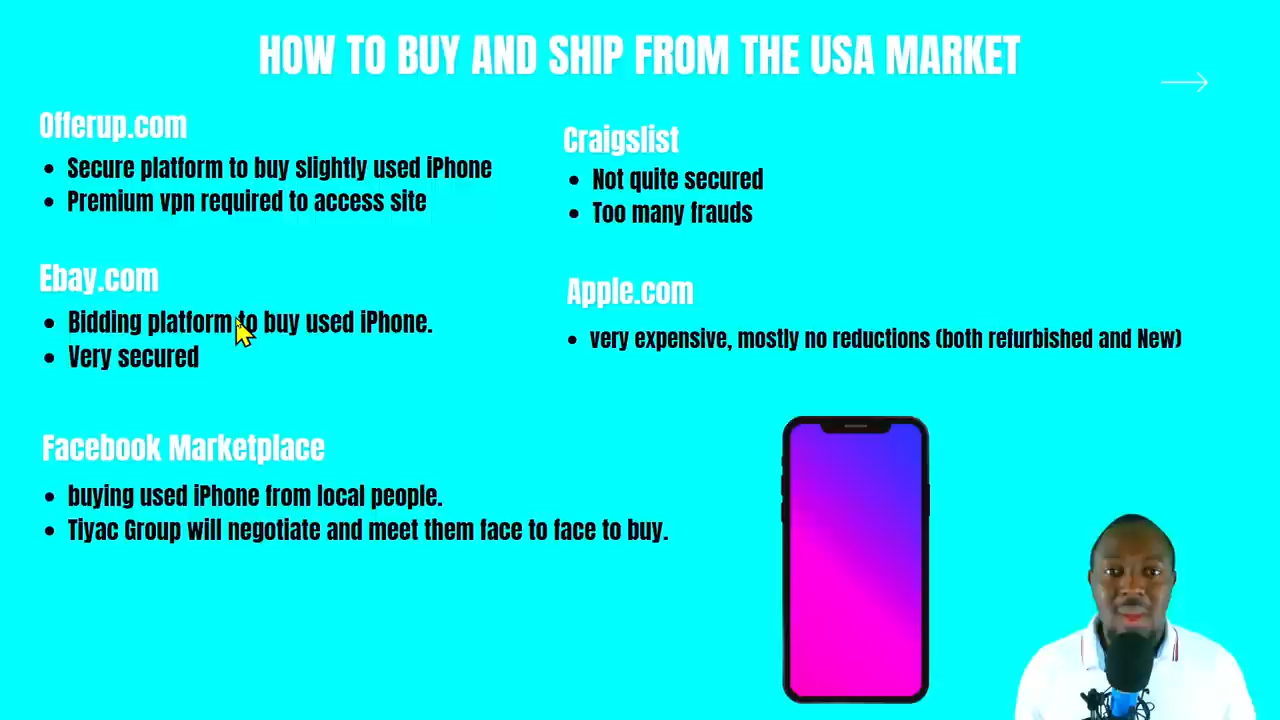 HOW TO BUY AND SHIP FROM THE USA MARKET
Offerup.com
Secure platform to buy slightly used iPhone
Premium vpn required to access site
Ebay.com
Bidding platform to buy used iPhone.
Very secured
Facebook Marketplace
buying used iPhone from local people.
Tiyac Group will negotiate and meet them face to face to buy.
Craigslist
Not quite secured
Too many frauds
Apple.com
very expensive, mostly no reductions (both refurbished and New)